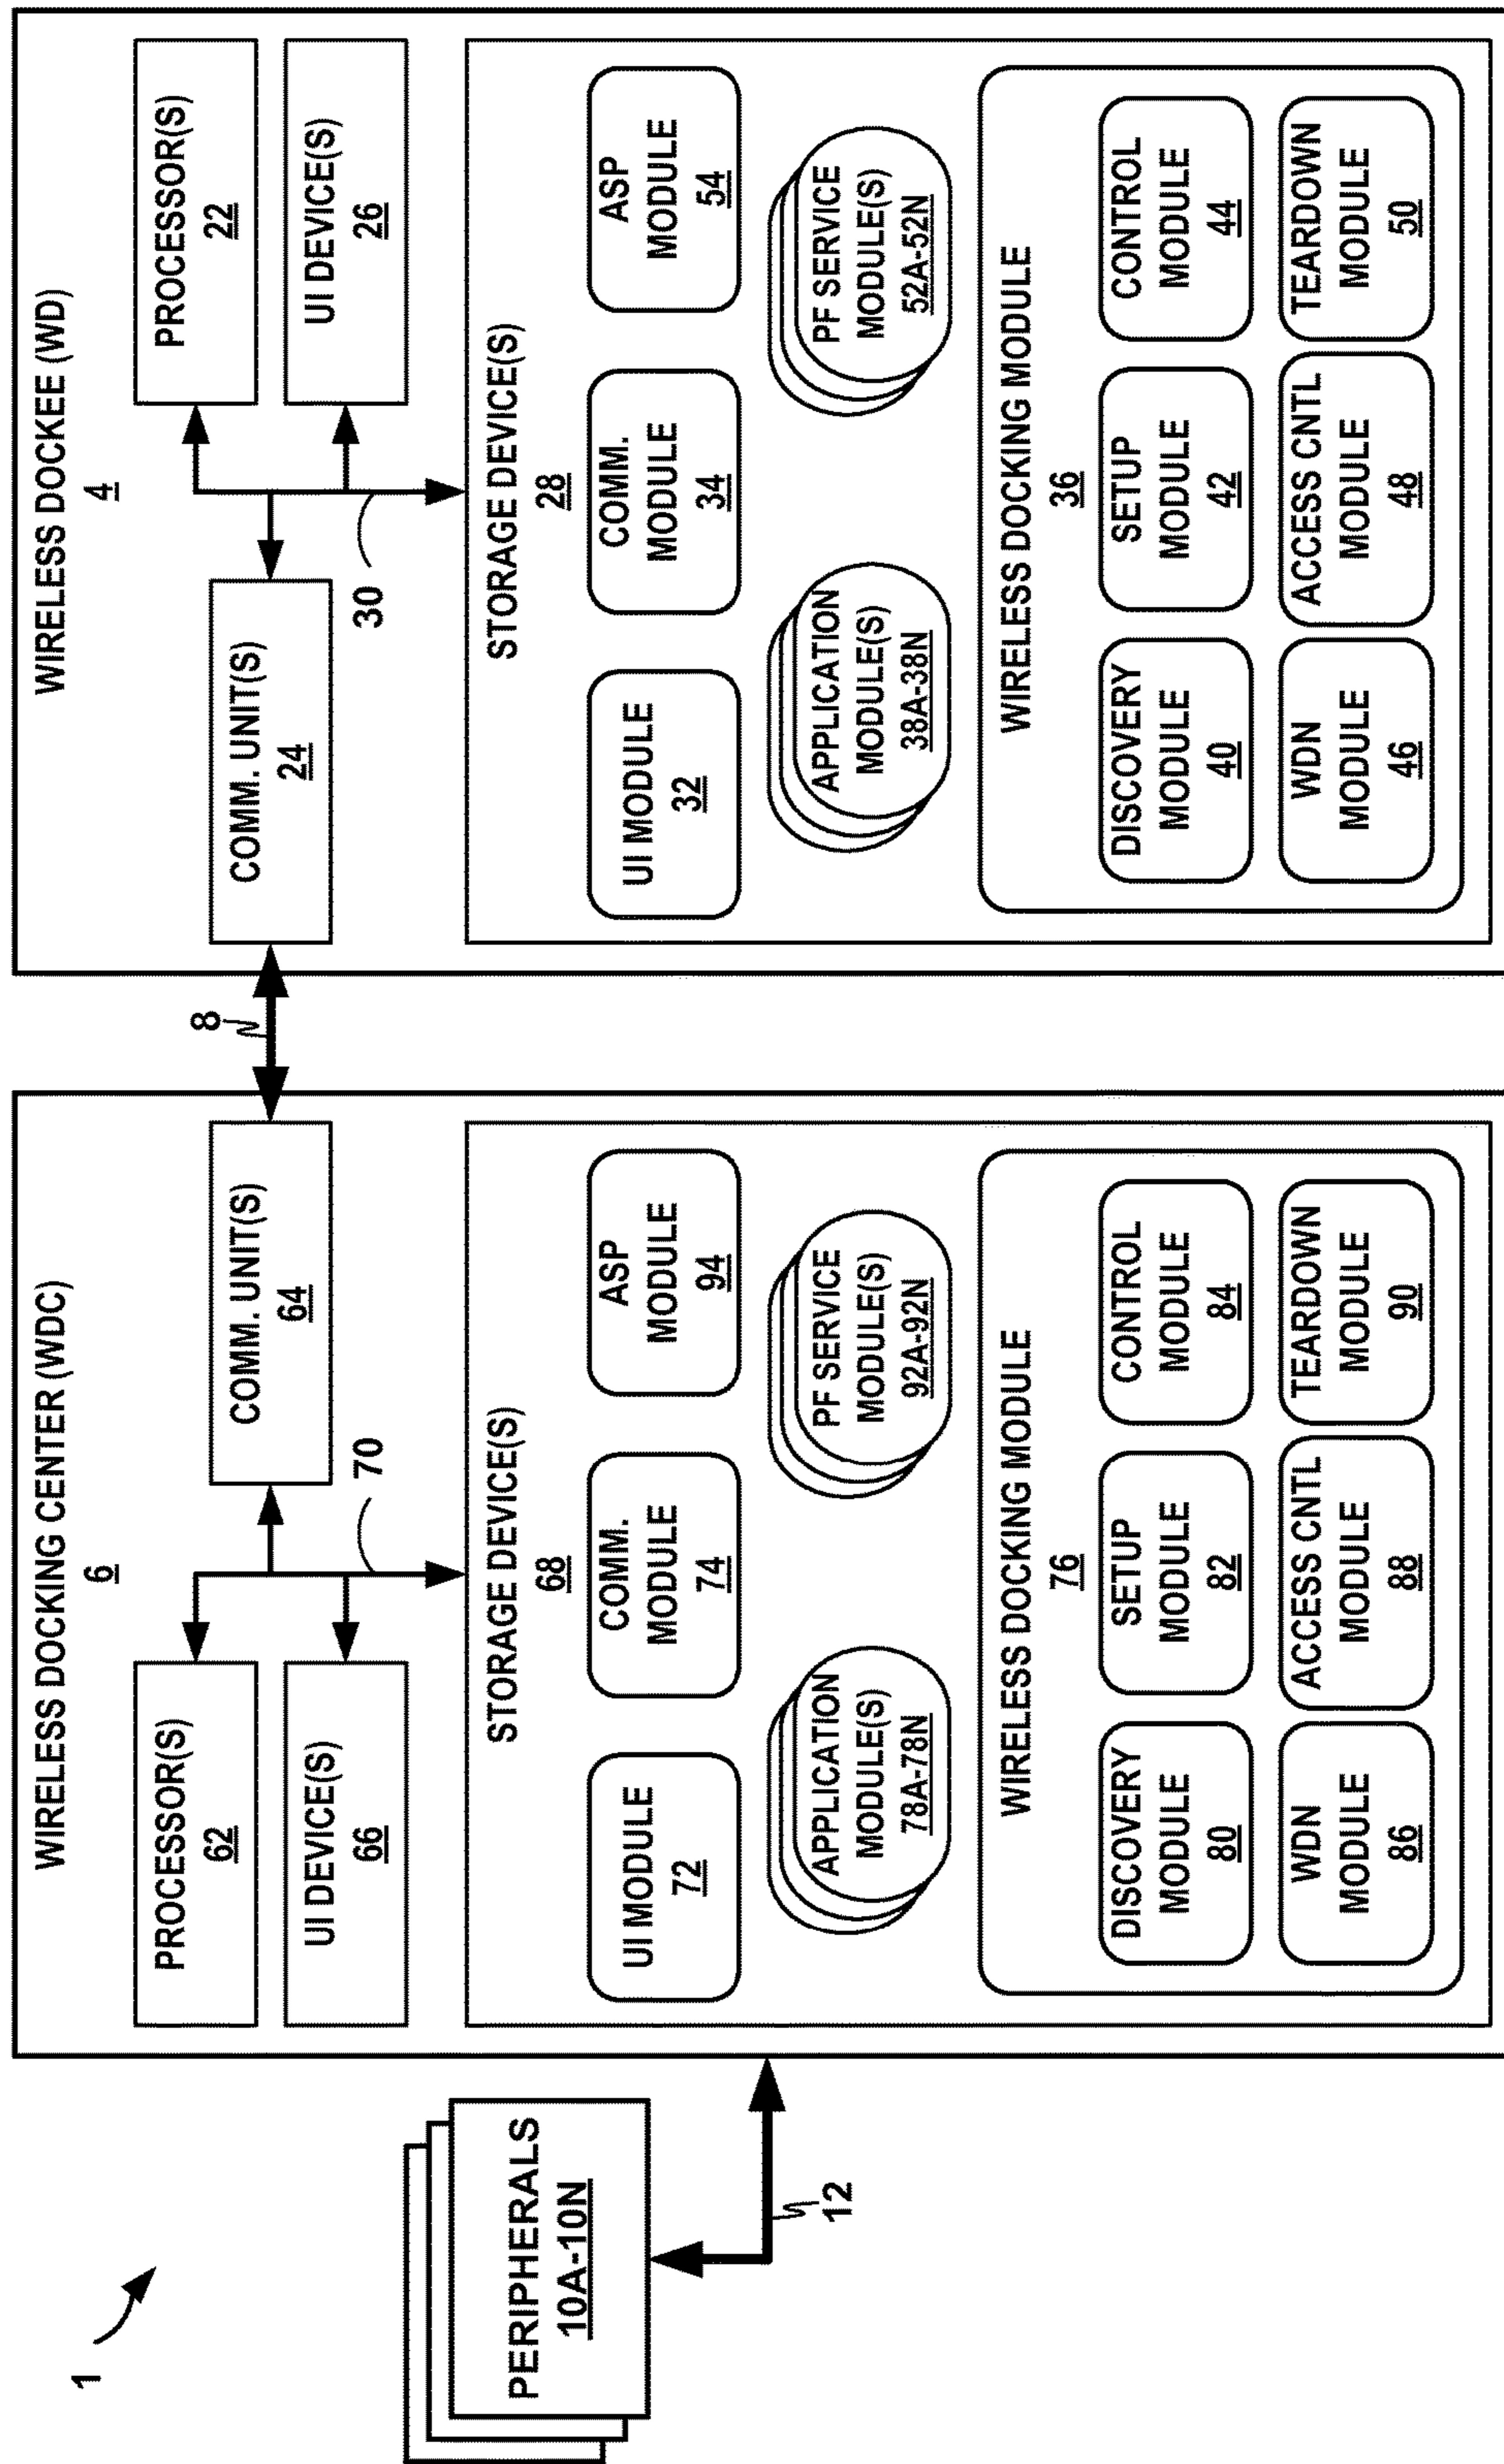 1
PERIPHERALS
10A-10N
12
WIRELESS DOCKING CENTER (WDC)
6
PROCESSOR(S)
62
UI DEVICE(S)
66
COMM. UNIT(S)
64
70
STORAGE DEVICE(S)
68
UI MODULE
72
COMM.
MODULE
74
ASP
MODULE
94
APPLICATION
MODULE(S)
78A-78N
PF SERVICE
MODULE(S)
92A-92N
WIRELESS DOCKING MODULE
76
DISCOVERY
MODULE
80
SETUP
MODULE
82
CONTROL
MODULE
84
WDN
MODULE
86
ACCESS CNTL
MODULE
88
TEARDOWN
MODULE
90
8
WIRELESS DOCKEE (WD)
4
COMM. UNIT(S)
24
PROCESSOR(S)
22
UI DEVICE(S)
26
30
STORAGE DEVICE(S)
28
UI MODULE
32
COMM.
MODULE
34
ASP
MODULE
54
APPLICATION
MODULE(S)
38A-38N
PF SERVICE
MODULE(S)
52A-52N
WIRELESS DOCKING MODULE
36
DISCOVERY
MODULE
40
SETUP
MODULE
42
CONTROL
MODULE
44
WDN
MODULE
46
ACCESS CNTL
MODULE
48
TEARDOWN
MODULE
50